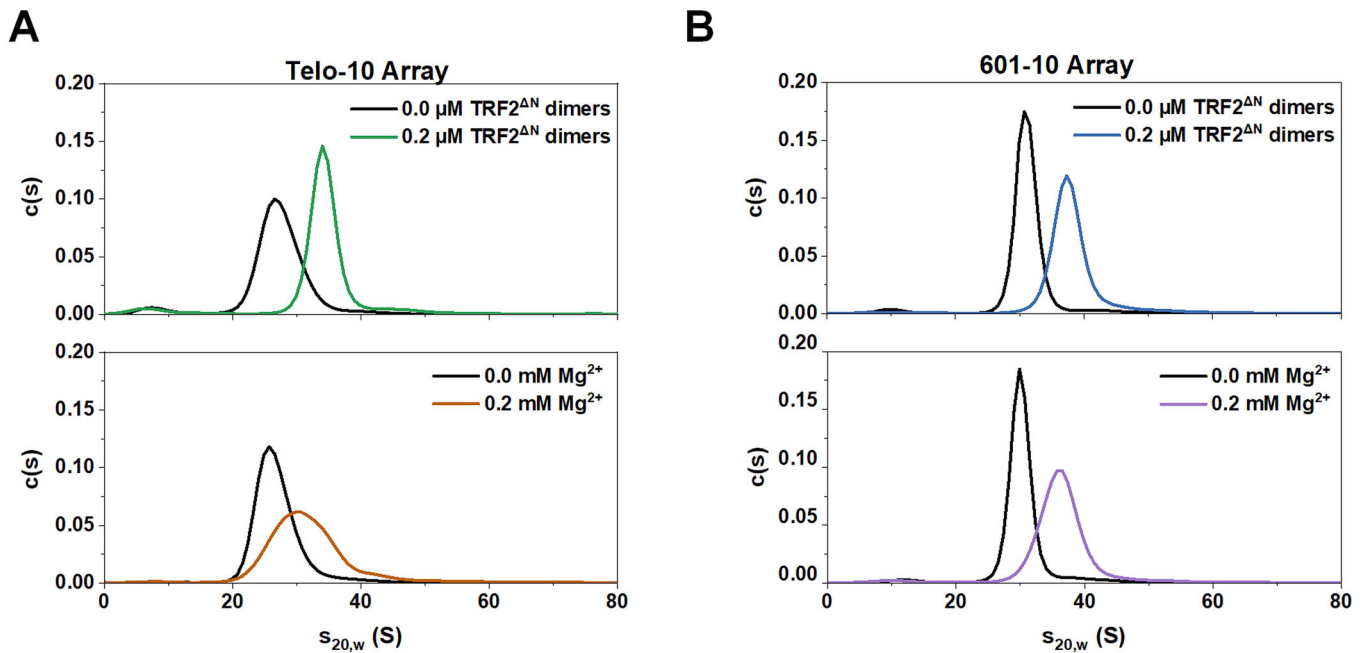 A
Telo-10 Array
0.20
0.15
0.10
0.05
0.00
c(s)
0.0 µM TRF2ΔN dimers
0.2 µM TRF2ΔN dimers
0.20
0.15
0.10
0.05
0.00
c(s)
0.0 mM Mg2+
0.2 mM Mg2+
0 20 40 60 80
s20,w (S)
B
601-10 Array
0.20
0.15
0.10
0.05
0.00
c(s)
0.0 µM TRF2ΔN dimers
0.2 µM TRF2ΔN dimers
0.20
0.15
0.10
0.05
0.00
c(s)
0.0 mM Mg2+
0.2 mM Mg2+
0 20 40 60 80
s20,w (S)